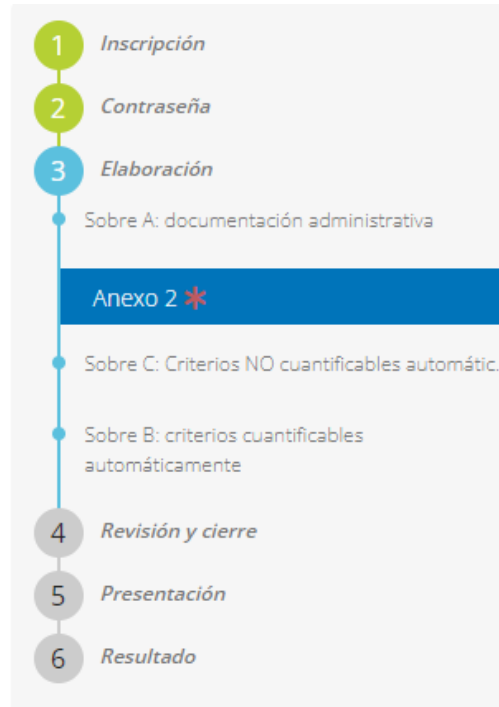 1 Inscripción
2 Contraseña
3 Elaboración
Sobre A: documentación administrativa
Anexo 2 *
Sobre C: Criterios NO cuantificables automátic.
Sobre B: criterios cuantificables
automáticamente
4 Revisión y cierre
5 Presentación
6 Resultado